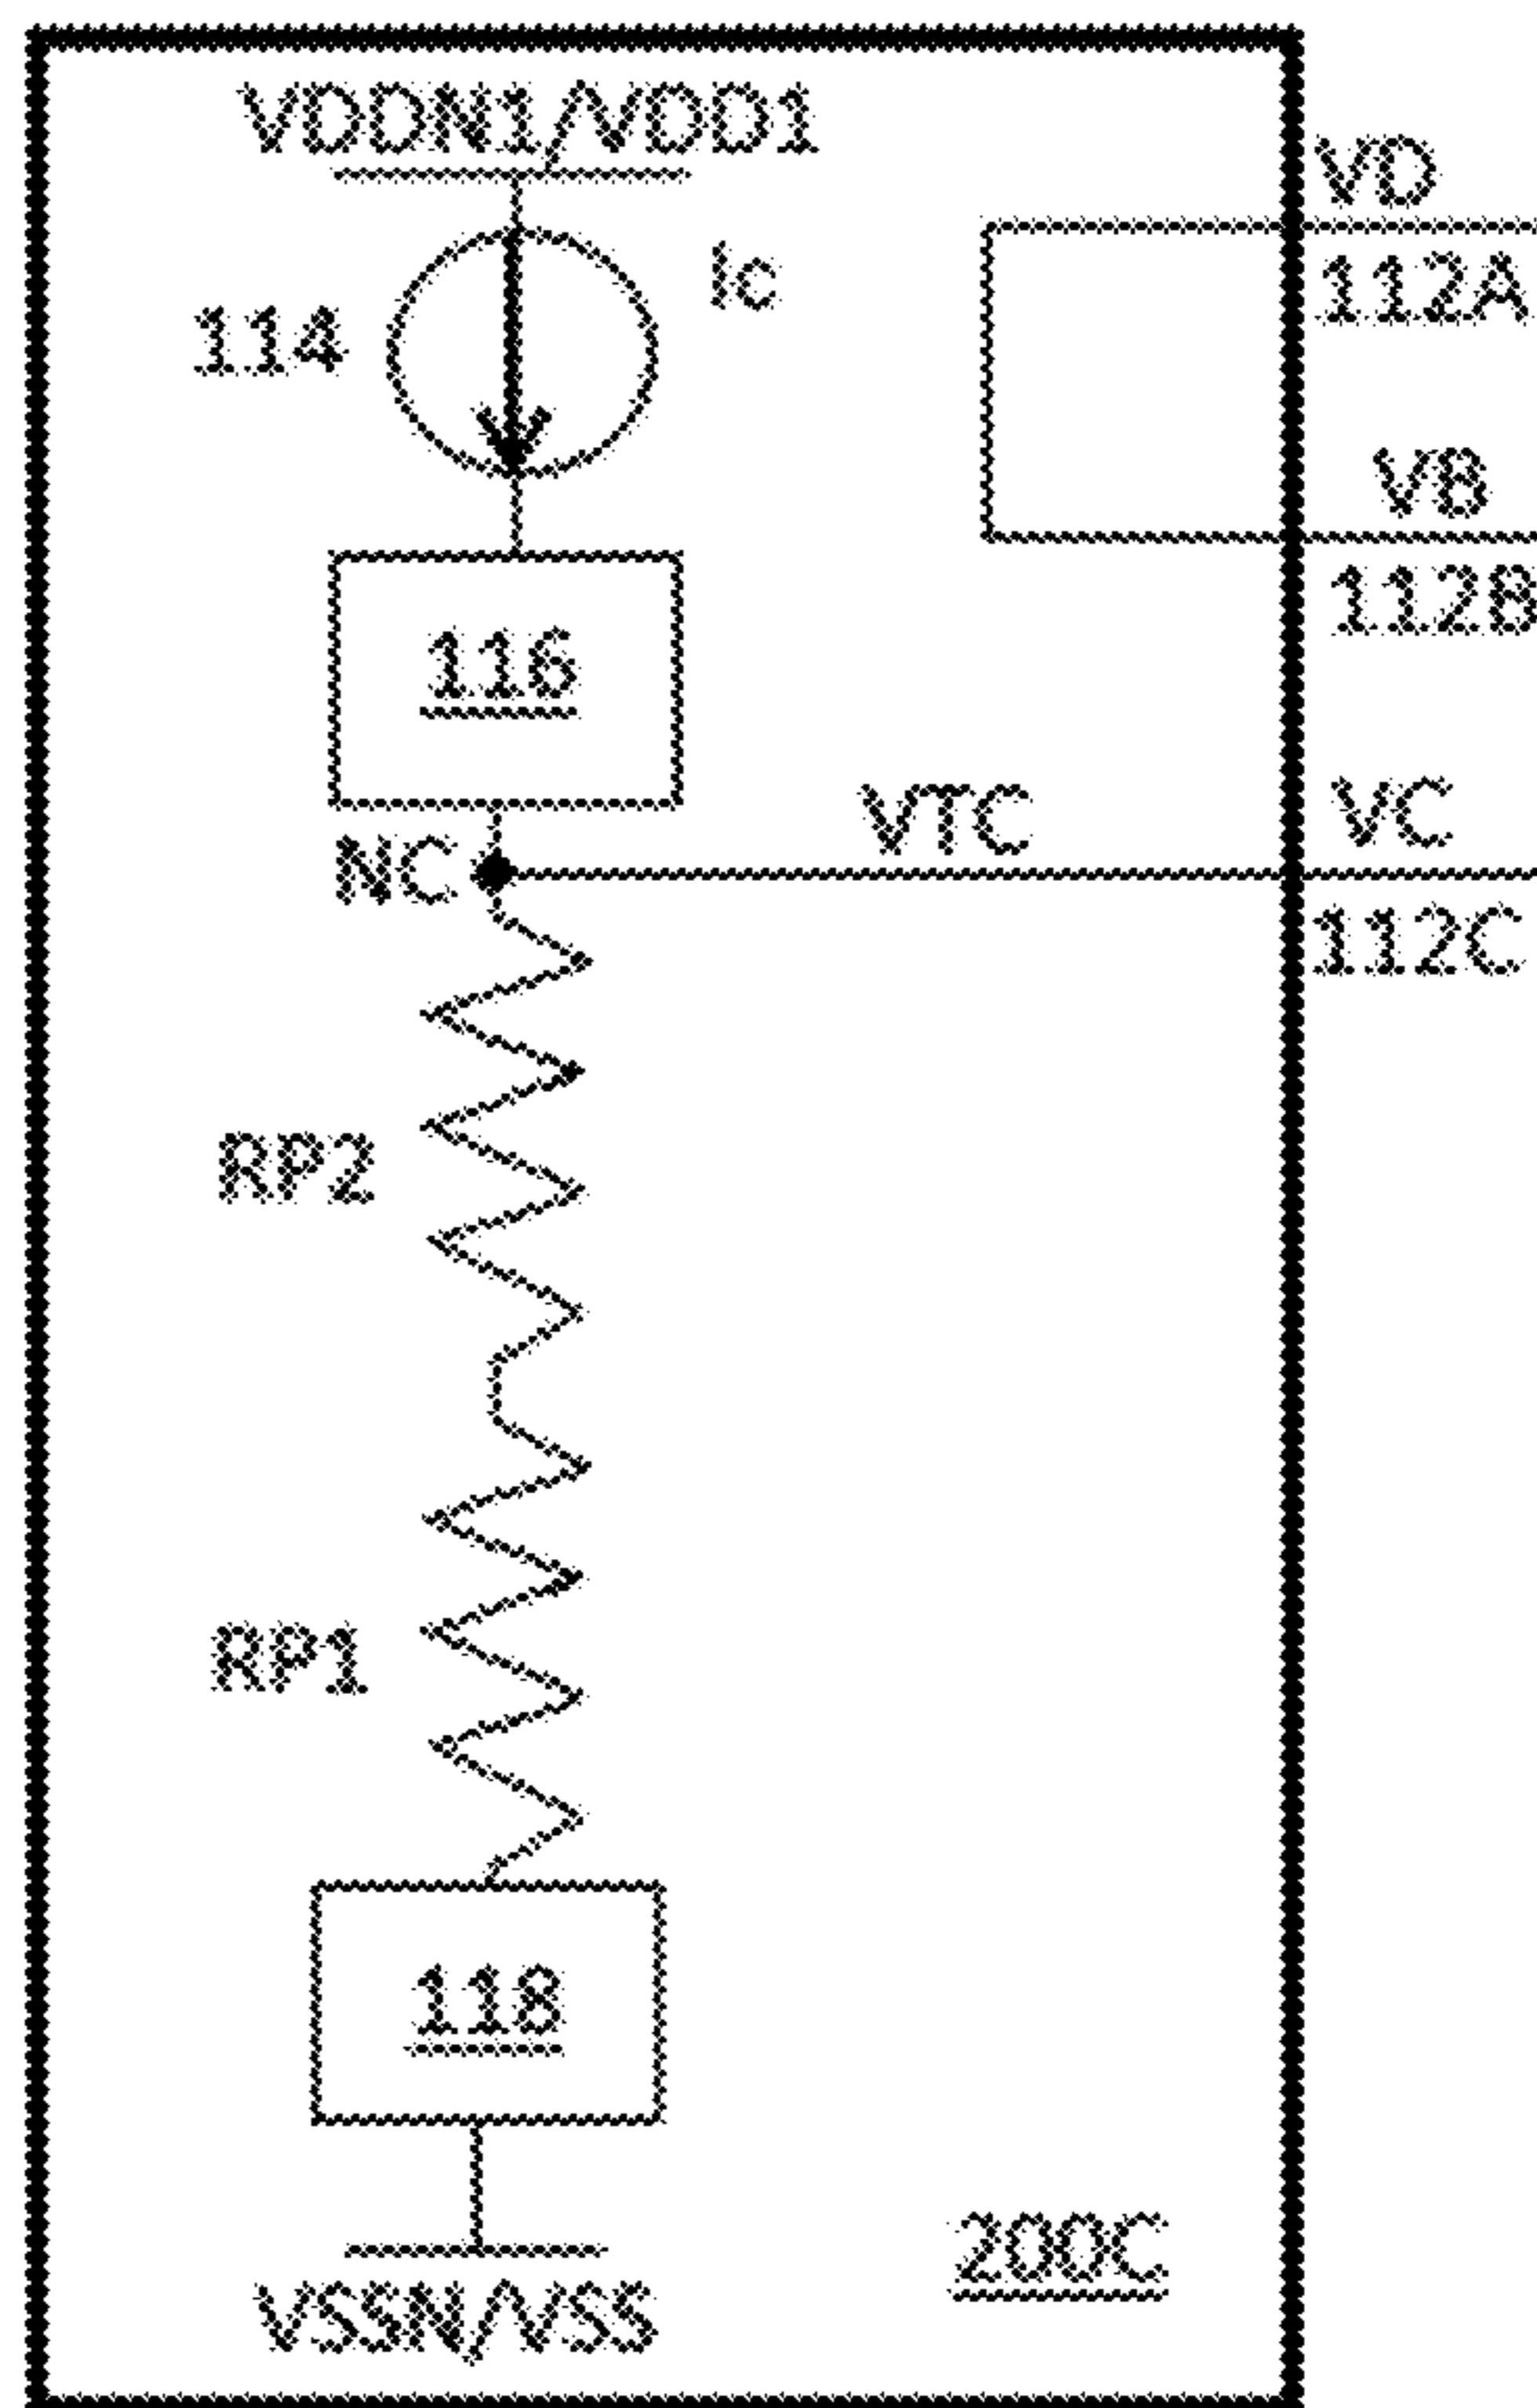 VDDN1/VDD1
VD
Ic
112A
114
VB
112B
116
VTC
VC
NC
112C
RP2
RP1
118
200C
VSSN/VSS